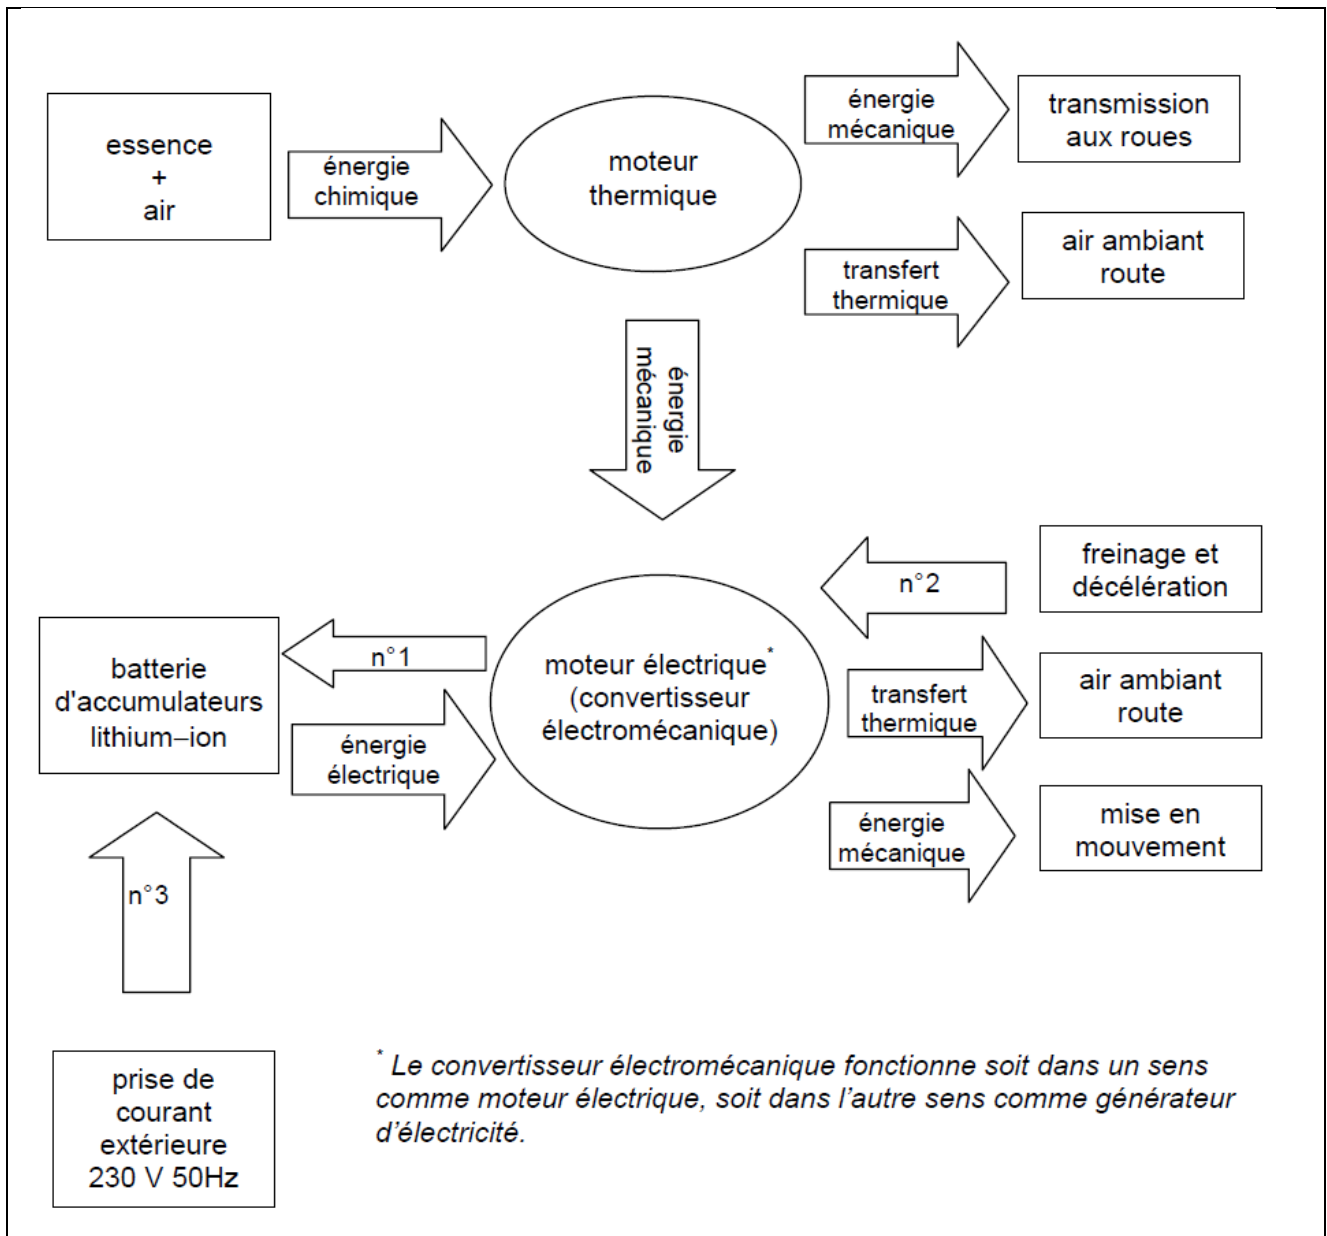 essence
+
air
énergie
chimique
moteur
thermique
énergie
mécanique
transmission
aux roues
transfert
thermique
air ambiant
route
énergie
mécanique
freinage et
décélération
n°2
n°1
batterie
d'accumulateurs
lithium–ion
énergie
électrique
moteur électrique*
(convertisseur
électromécanique)
transfert
thermique
air ambiant
route
énergie
mécanique
mise en
mouvement
n°3
prise de
courant
extérieure
230 V 50Hz
* Le convertisseur électromécanique fonctionne soit dans un sens
comme moteur électrique, soit dans l'autre sens comme générateur
d'électricité.